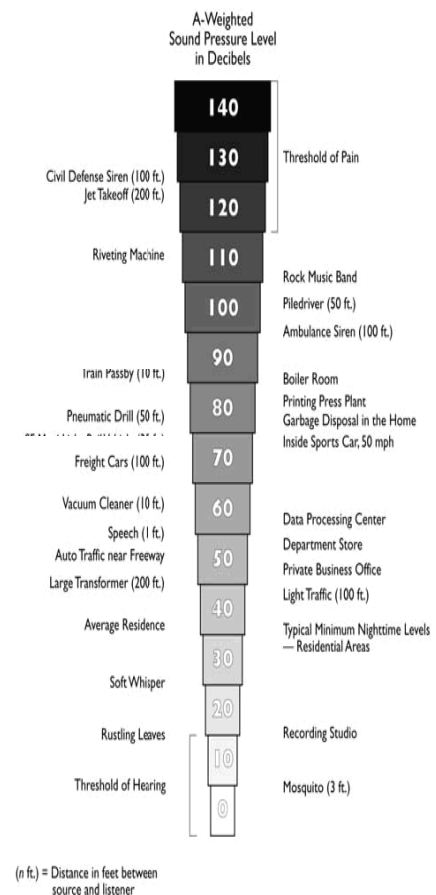 A-Weighted
Sound Pressure Level
in Decibels
140
130
Threshold of Pain
Civil Defense Siren (100 ft.)
Jet Takeoff (200 ft.)
120
Riveting Machine
110
Rock Music Band
100
Piledriver (50 ft.)
Ambulance Siren (100 ft.)
90
Train Passby (10 ft.)
Boiler Room
80
Printing Press Plant
Pneumatic Drill (50 ft.)
Garbage Disposal in the Home
Inside Sports Car, 50 mph
70
Freight Cars (100 ft.)
Vacuum Cleaner (10 ft.)
60
Data Processing Center
Speech (1 ft.)
Department Store
Auto Traffic near Freeway
50
Private Business Office
Large Transformer (200 ft.)
Light Traffic (100 ft.)
40
Average Residence
Typical Minimum Nighttime Levels
— Residential Areas
30
Soft Whisper
20
Rustling Leaves
Recording Studio
10
Threshold of Hearing
Mosquito (3 ft.)
0
(n ft.) = Distance in feet between
source and listener